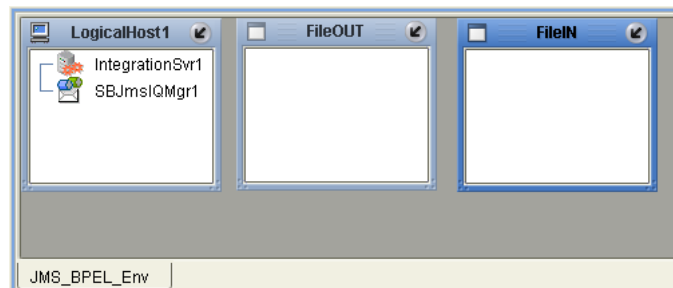 LogicalHost1
FileOUT
FileIN
IntegrationSvr1
SBJmsIQMgr1
JMS_BPEL_Env